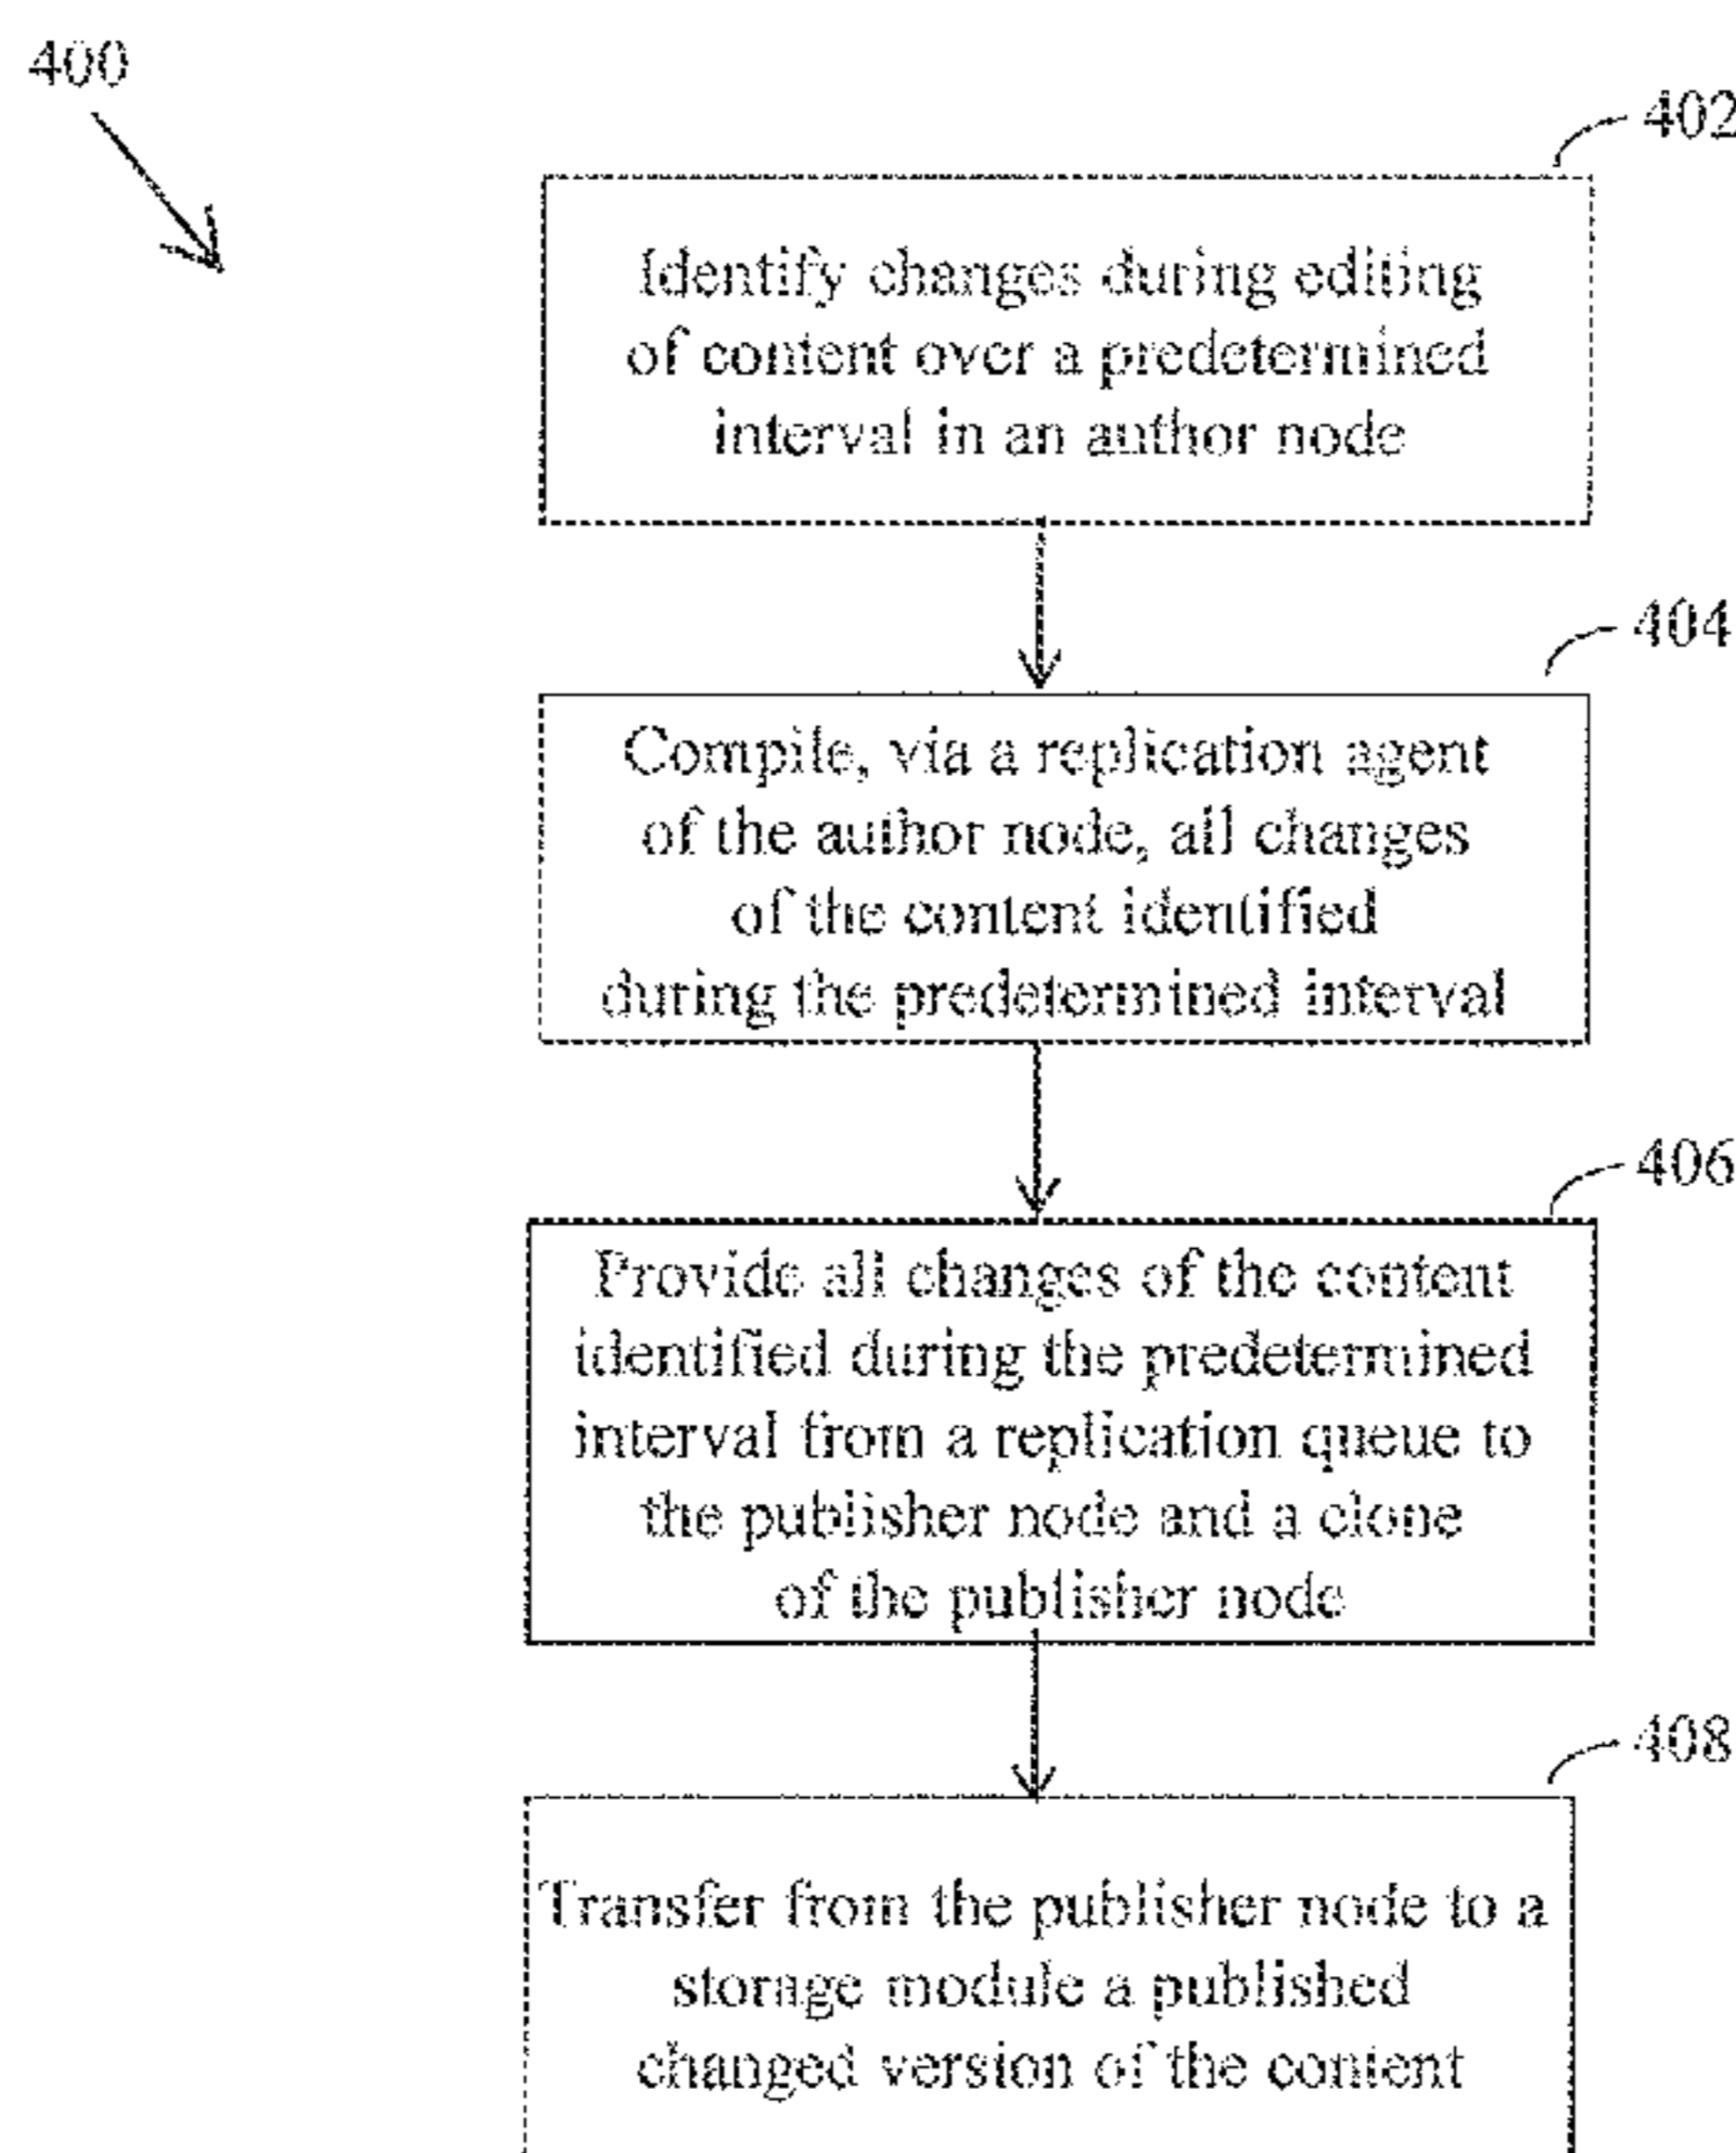 400
402
Identify changes during editing
of content over a predetermined
interval in an author node
404
Compile, via a replication agent
of the author node, all changes
of the content identified
during the predetermined interval
406
Provide all changes of the content
identified during the predetermined
interval from a replication queue to
the publisher node and a clone
of the publisher node
408
Transfer from the publisher node to a
storage module a published
changed version of the content